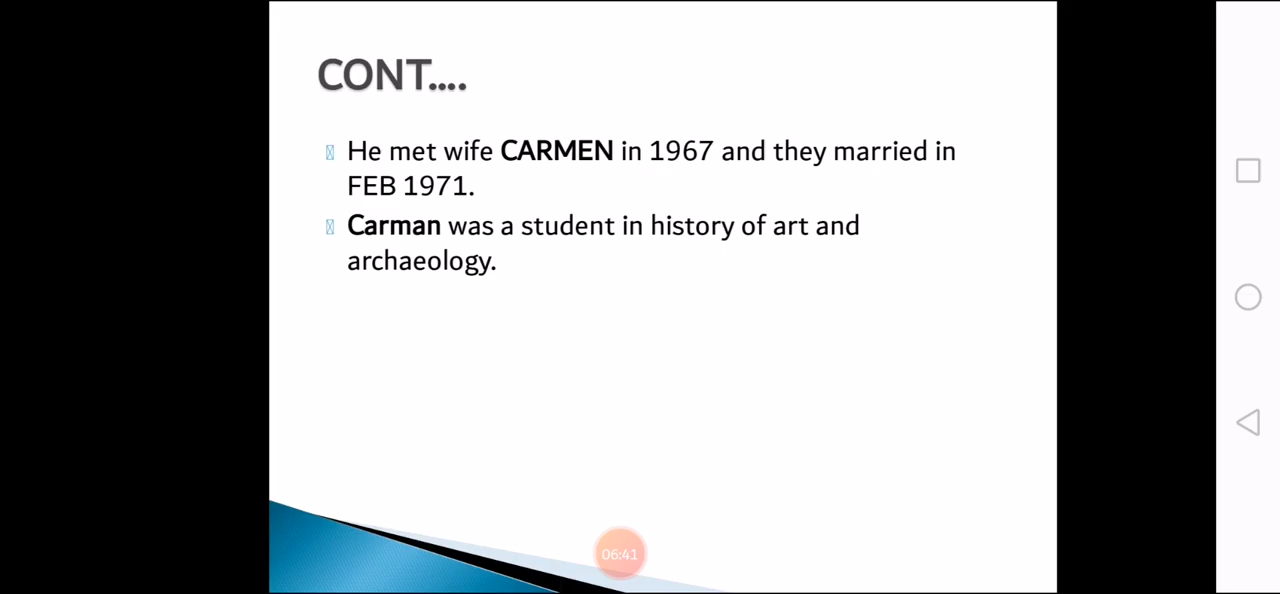 CONT....
He met wife CARMEN in 1967 and they married in
FEB 1971.
Carman was a student in history of art and
archaeology.
06:41